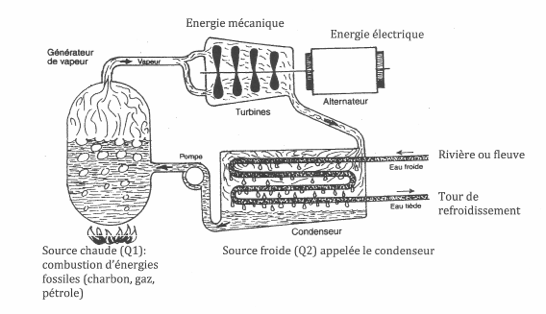 Energie mécanique
Energie électrique
Générateur
de vapeur
Vapeur
Turbines
Alternateur
Pompe
Rivière ou fleuve
Eau froide
Tour de
refroidissement
Eau tiède
Condenseur
Source chaude (Q1):
combustion d'énergies
fossiles (charbon, gaz,
pétrole)
Source froide (Q2) appelée le condenseur